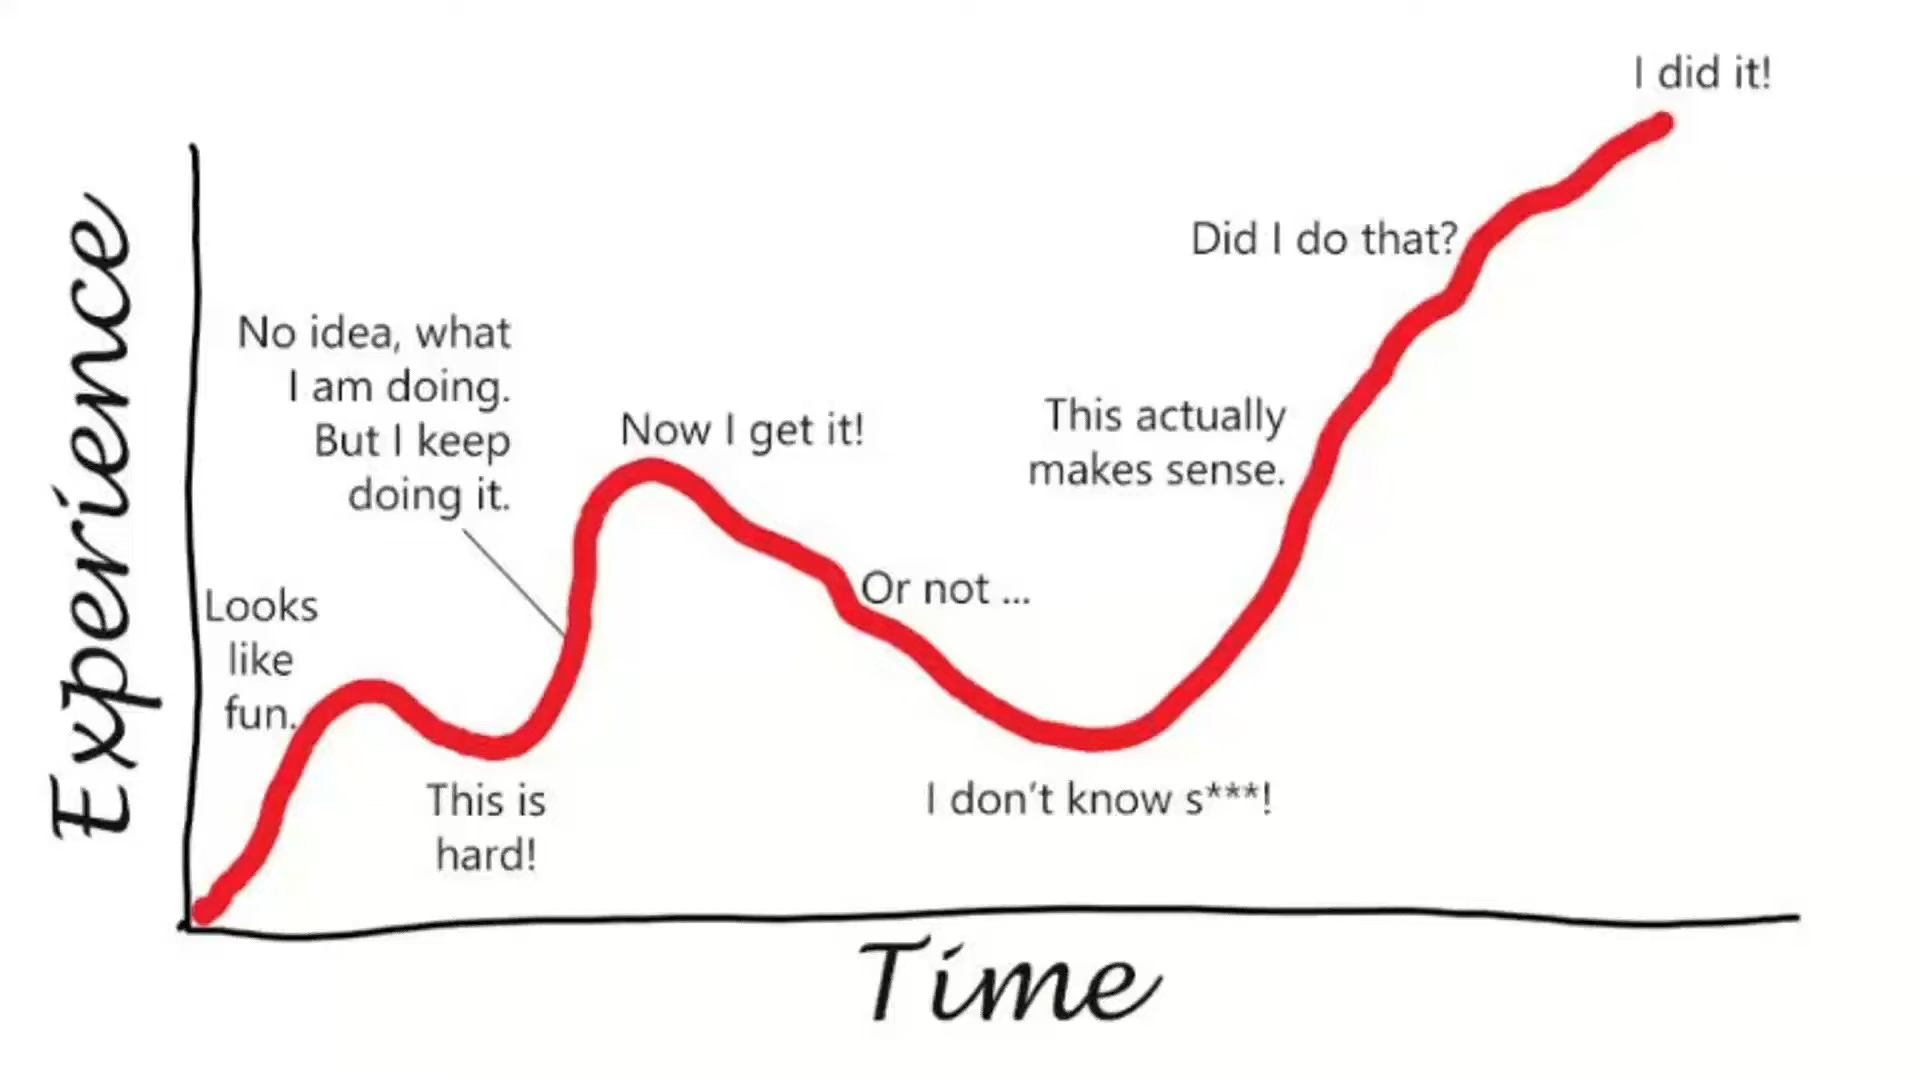 I did it!
Did I do that?
No idea, what
I am doing.
But I keep
doing it.
Now I get it!
This actually
makes sense.
Or not ...
Looks
like
fun.
This is
hard!
I don't know s***!
Experience
Time